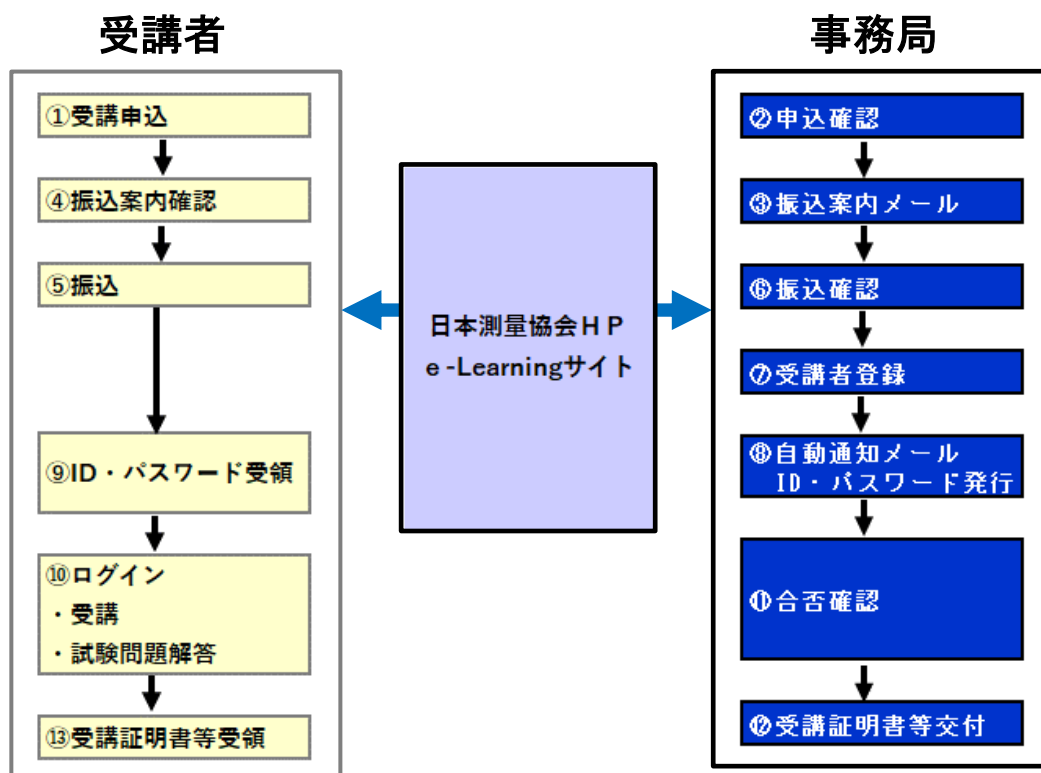 受講者
①受講申込
④振込案内確認
⑤振込
⑨ID・パスワード受領
⑩ログイン
・受講
・試験問題解答
⑬受講証明書等受領
日本測量協会ＨＰ
ｅ-Learningサイト
事務局
②申込確認
③振込案内メール
⑥振込確認
⑦受講者登録
⑧自動通知メール
ID・パスワード発行
⑪合否確認
⑫受講証明書等交付